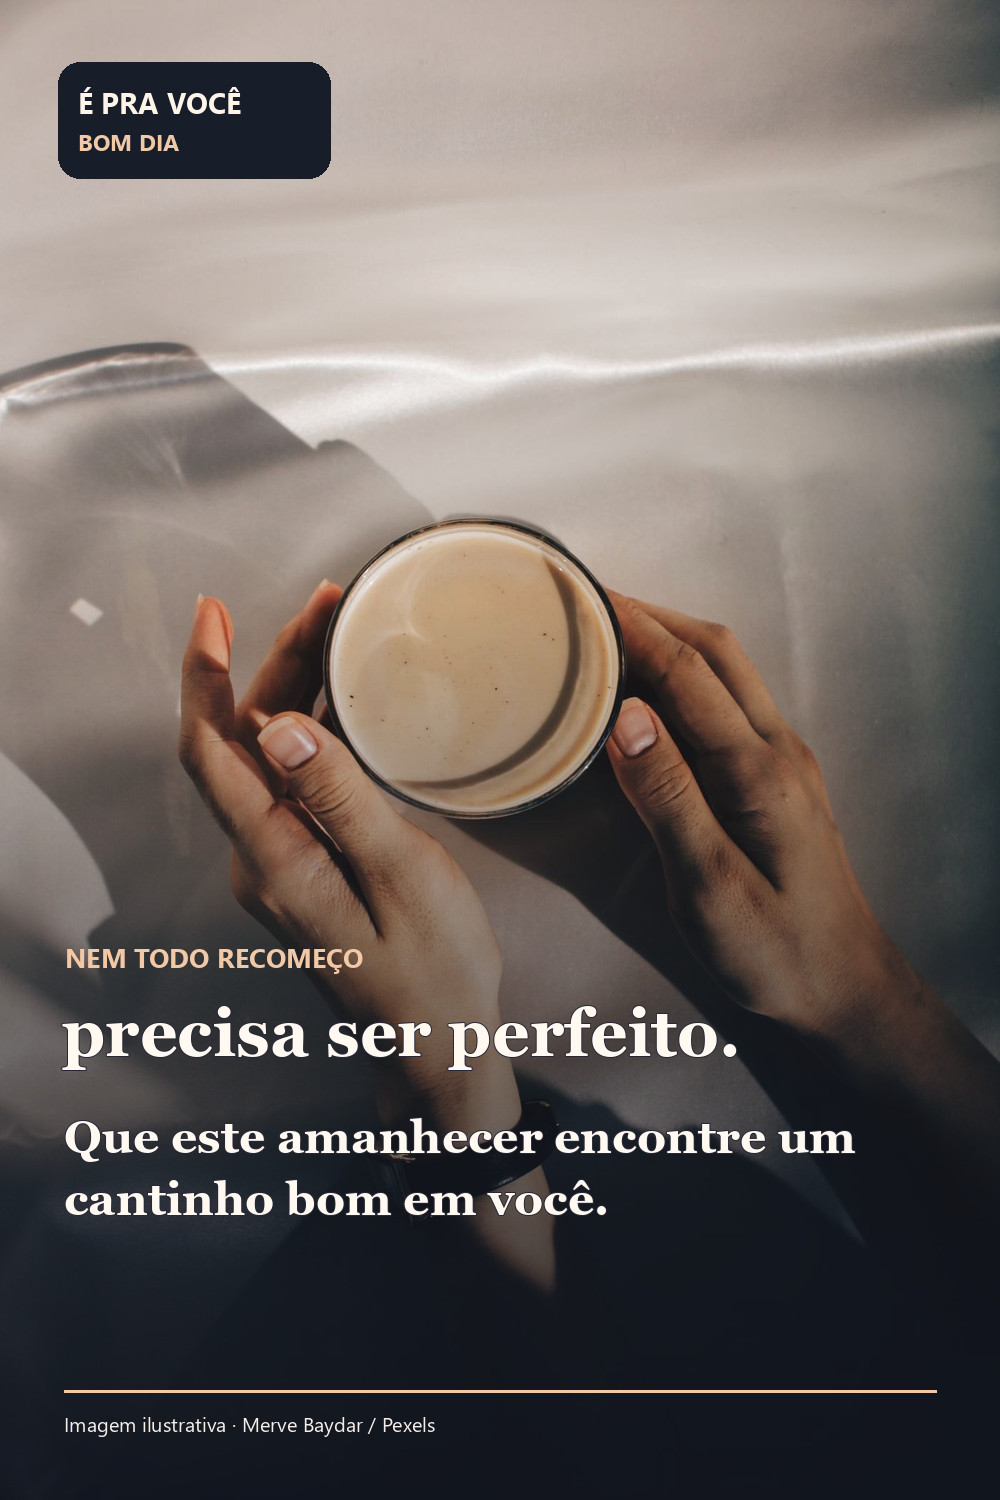 É PRA VOCÊ
BOM DIA
NEM TODO RECOMEÇO
precisa ser perfeito.
Que este amanhecer encontre um
cantinho bom em você.
Imagem ilustrativa · Merve Baydar / Pexels